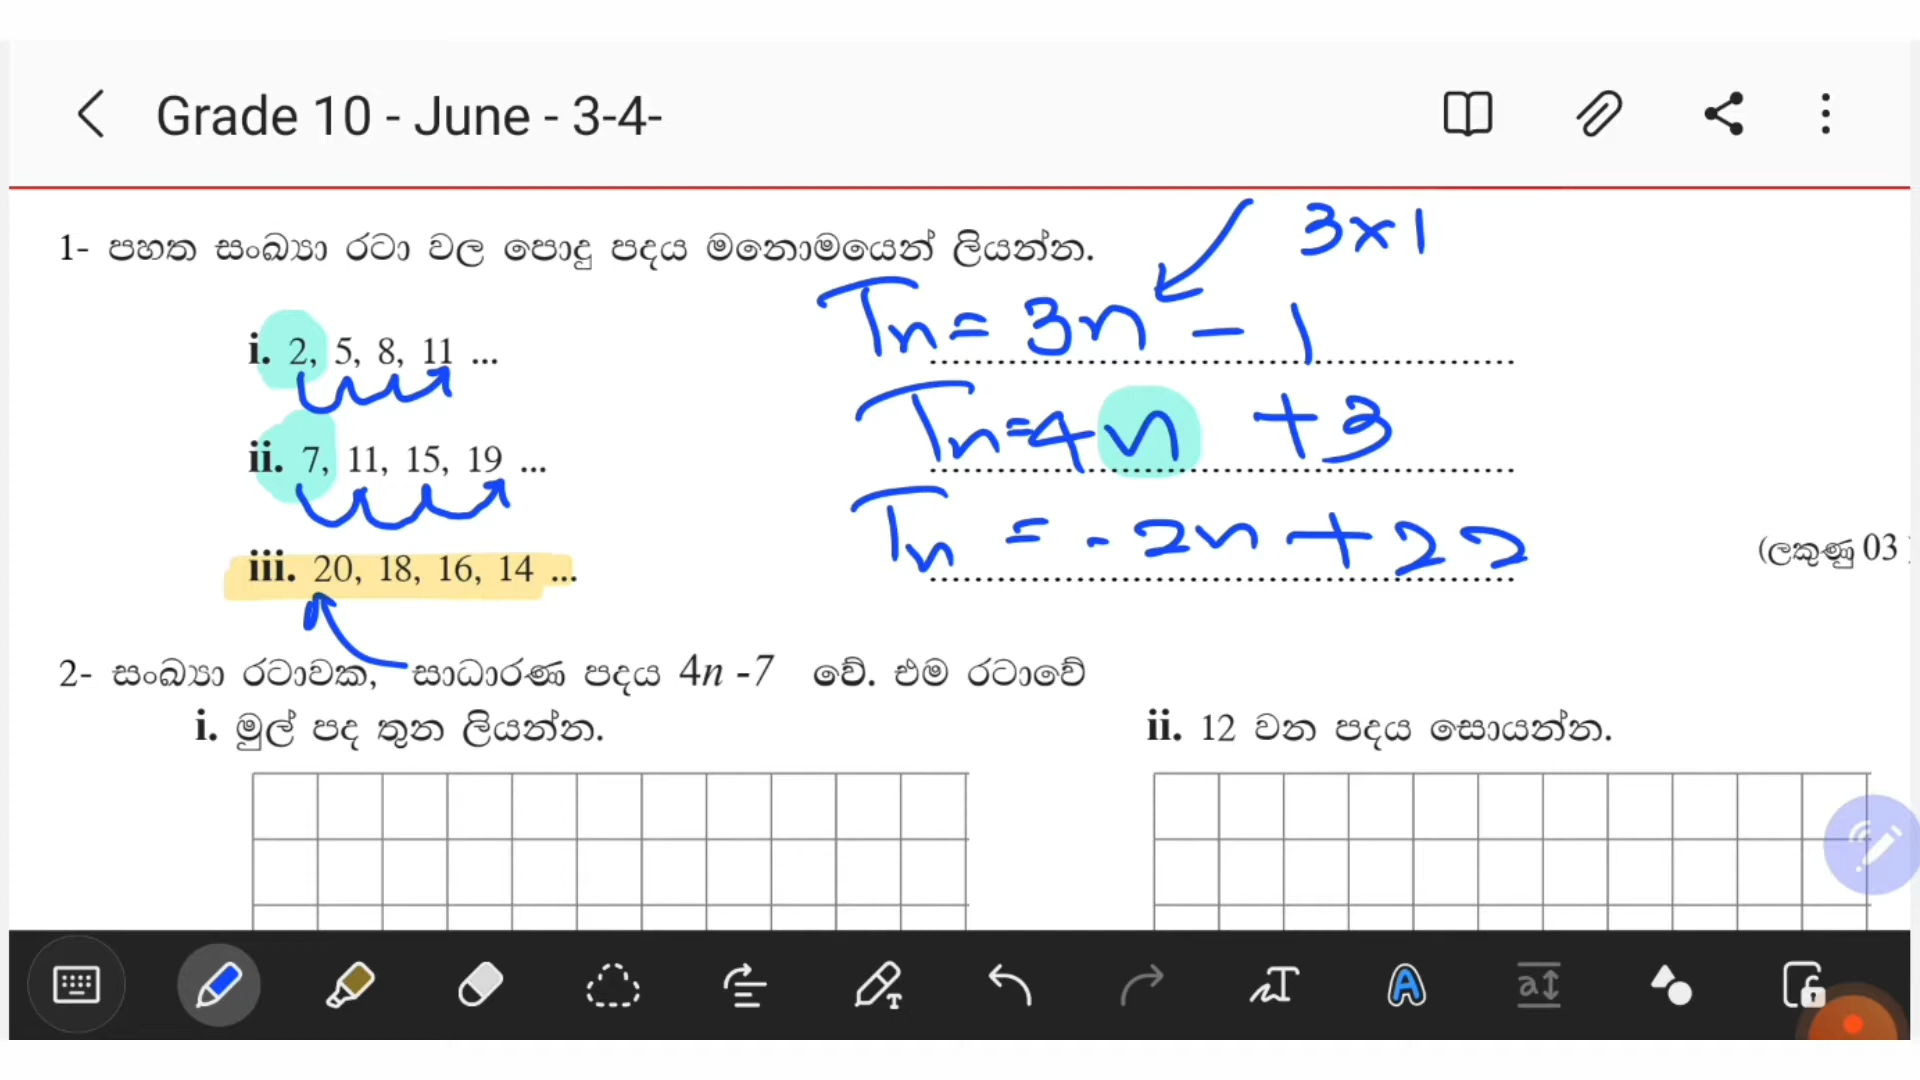 Grade 10 - June - 3-4-
1- පහත සංඛ්‍යා රටා වල පොදු පදය මනොමයෙන් ලියන්න.
3×1
i. 2, 5, 8, 11 ...
Tn = 3n - 1
ii. 7, 11, 15, 19 ...
Tn = 4n + 3
iii. 20, 18, 16, 14 ...
Tn = -2n + 22
(ලකුණු 03)
2- සංඛ්‍යා රටාවක, සාධාරණ පදය 4n -7 වේ. එම රටාවේ
i. මුල් පද තුන ලියන්න.
ii. 12 වන පදය සොයන්න.